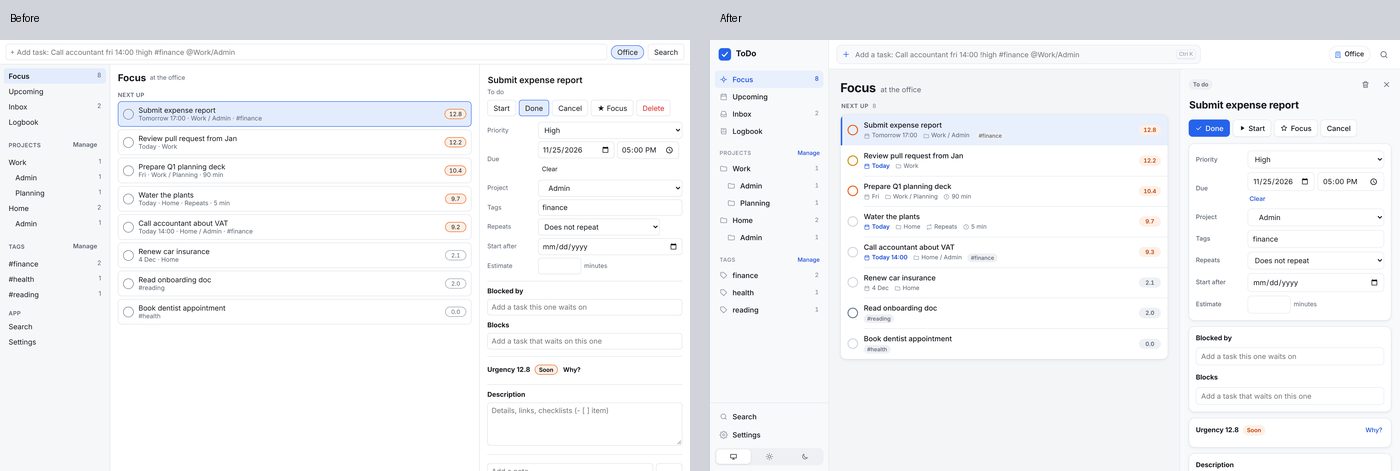 Before
+ Add task: Call accountant fri 14:00 !high #finance @Work/Admin
Office
Search
Focus 8
Upcoming
Inbox 2
Logbook
PROJECTS Manage
Work 1
Admin 1
Planning 1
Home 2
Admin 1
TAGS Manage
#finance 2
#health 1
#reading 1
APP
Search
Settings
Focus at the office
NEXT UP
Submit expense report
Tomorrow 17:00 · Work / Admin · #finance
12.8
Review pull request from Jan
Today · Work
12.2
Prepare Q1 planning deck
Fri · Work / Planning · 90 min
10.4
Water the plants
Today · Home · Repeats · 5 min
9.7
Call accountant about VAT
Today 14:00 · Home / Admin · #finance
9.2
Renew car insurance
4 Dec · Home
2.1
Read onboarding doc
#reading
2.0
Book dentist appointment
#health
0.0
Submit expense report
To do
Start Done Cancel ★ Focus Delete
Priority High
Due 11/25/2026 05:00 PM
Clear
Project Admin
Tags finance
Repeats Does not repeat
Start after mm/dd/yyyy
Estimate minutes
Blocked by
Add a task this one waits on
Blocks
Add a task that waits on this one
Urgency 12.8 Soon Why?
Description
Details, links, checklists (- [ ] item)
After
ToDo
+ Add a task: Call accountant fri 14:00 !high #finance @Work/Admin
Ctrl K
Office
Focus 8
Upcoming
Inbox 2
Logbook
PROJECTS Manage
Work 1
Admin 1
Planning 1
Home 2
Admin 1
TAGS Manage
finance 2
health 1
reading 1
Search
Settings
Focus at the office
NEXT UP 8
Submit expense report
Tomorrow 17:00 Work / Admin #finance
12.8
Review pull request from Jan
Today Work
12.2
Prepare Q1 planning deck
Fri Work / Planning 90 min
10.4
Water the plants
Today Home Repeats 5 min
9.7
Call accountant about VAT
Today 14:00 Home / Admin #finance
9.3
Renew car insurance
4 Dec Home
2.1
Read onboarding doc
#reading
2.0
Book dentist appointment
#health
0.0
To do
Submit expense report
Done Start Focus Cancel
Priority High
Due 11/25/2026 05:00 PM
Clear
Project Admin
Tags finance
Repeats Does not repeat
Start after mm/dd/yyyy
Estimate minutes
Blocked by
Add a task this one waits on
Blocks
Add a task that waits on this one
Urgency 12.8 Soon Why?
Description